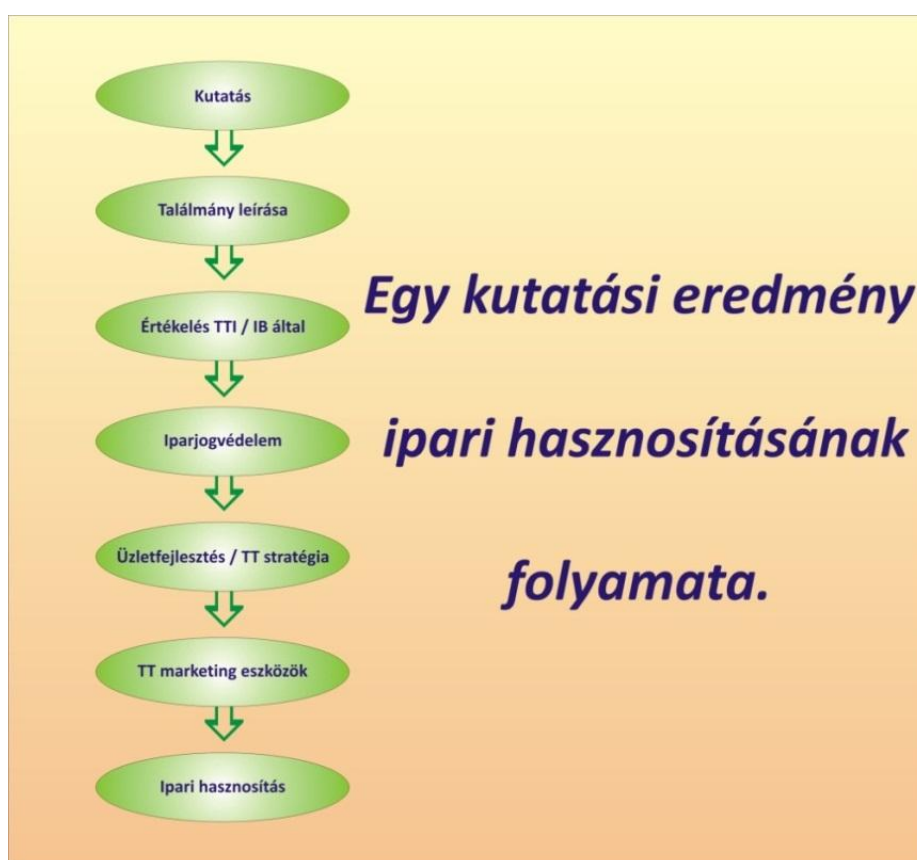 Kutatás
Találmány leírása
Értékelés TTI / IB által
Iparjogvédelem
Üzletfejlesztés / TT stratégia
TT marketing eszközök
Ipari hasznosítás
Egy kutatási eredmény
ipari hasznosításának
folyamata.